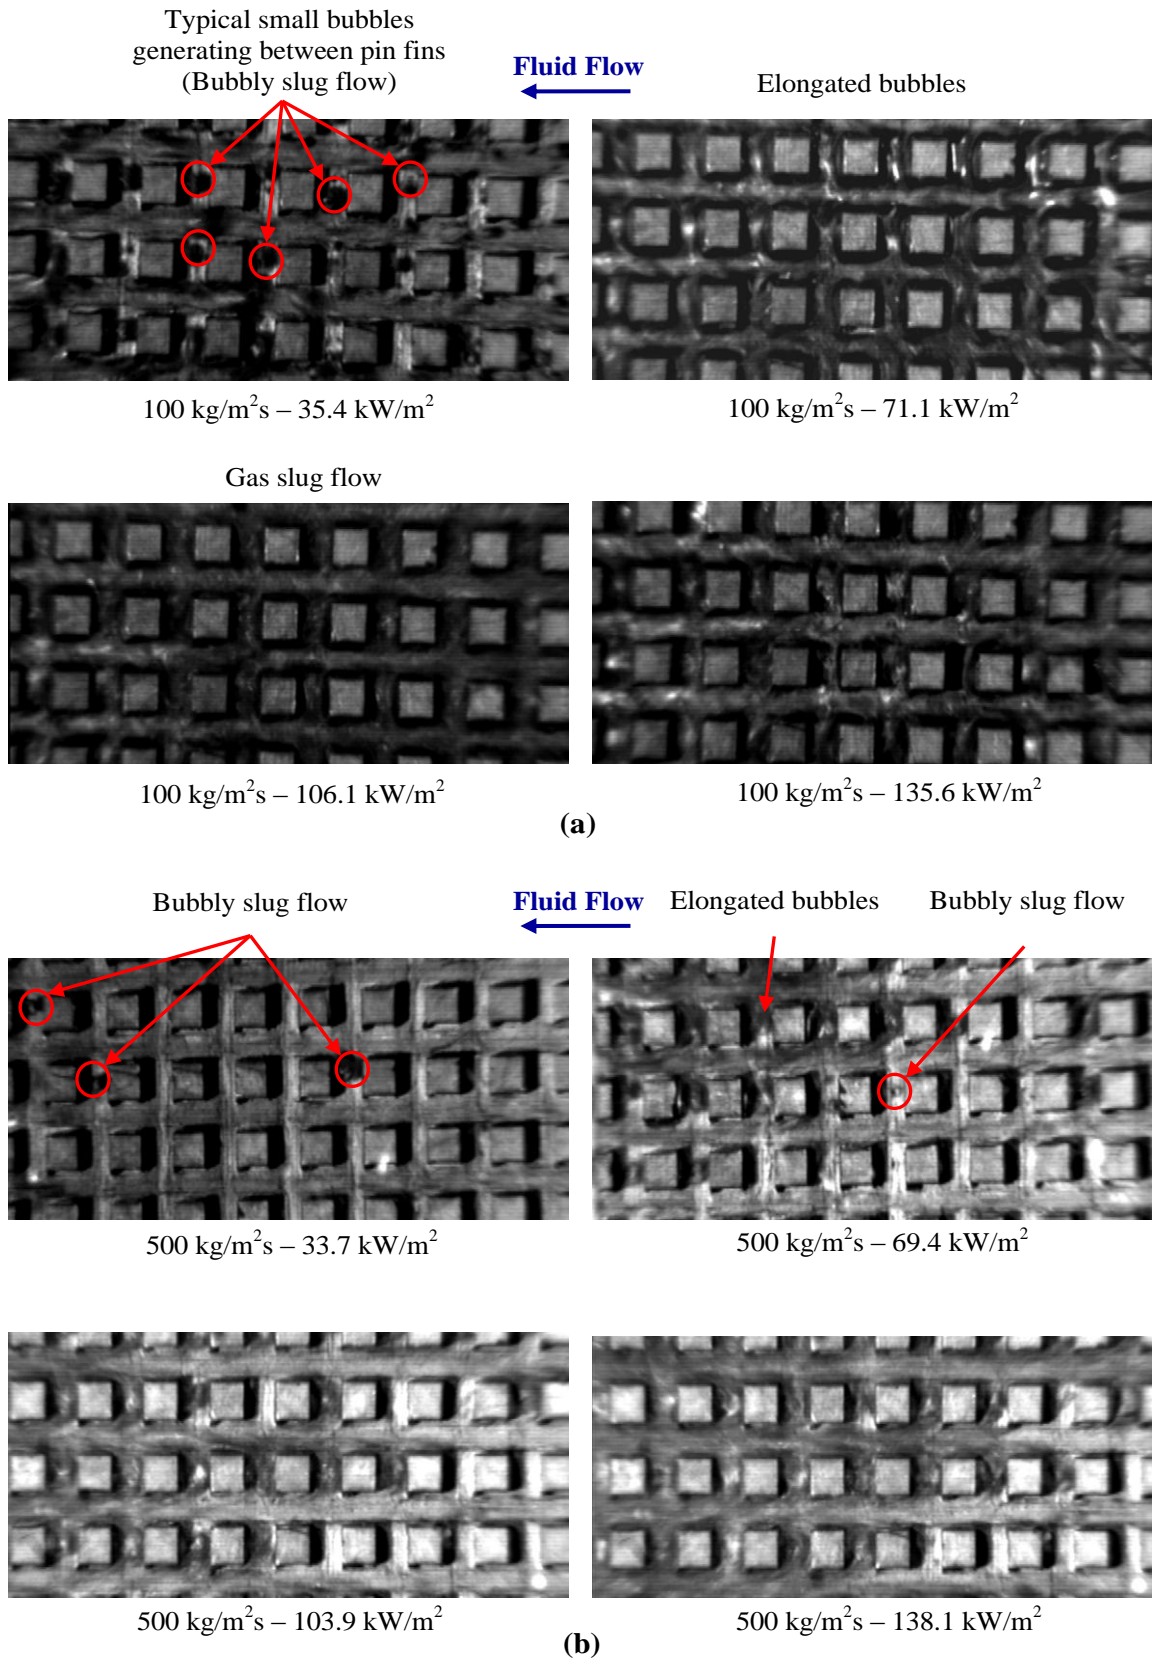 Typical small bubbles
generating between pin fins
(Bubbly slug flow)
Fluid Flow
Elongated bubbles
100 kg/m²s – 35.4 kW/m²
100 kg/m²s – 71.1 kW/m²
Gas slug flow
100 kg/m²s – 106.1 kW/m²
100 kg/m²s – 135.6 kW/m²
(a)
Bubbly slug flow
Fluid Flow
Elongated bubbles
Bubbly slug flow
500 kg/m²s – 33.7 kW/m²
500 kg/m²s – 69.4 kW/m²
500 kg/m²s – 103.9 kW/m²
500 kg/m²s – 138.1 kW/m²
(b)